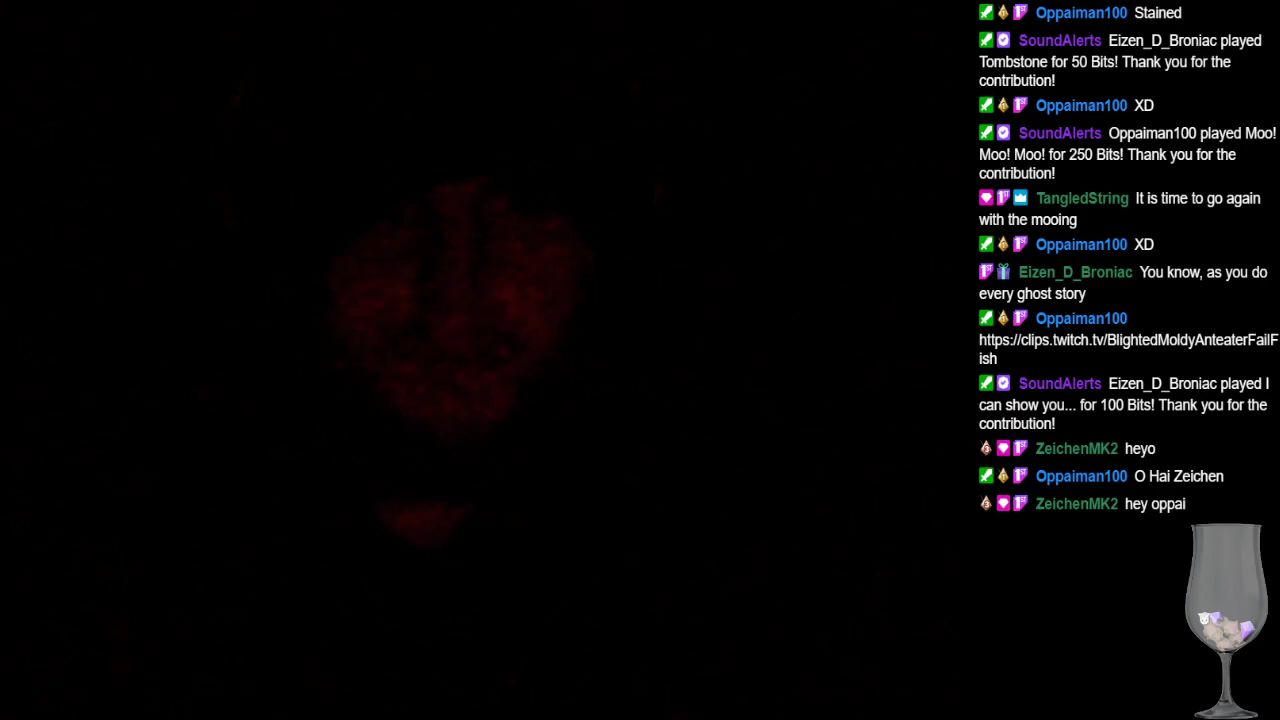 Oppaiman100 Stained
SoundAlerts Eizen_D_Broniac played
Tombstone for 50 Bits! Thank you for the
contribution!
Oppaiman100 XD
SoundAlerts Oppaiman100 played Moo!
Moo! Moo! for 250 Bits! Thank you for the
contribution!
TangledString It is time to go again
with the mooing
Oppaiman100 XD
Eizen_D_Broniac You know, as you do
every ghost story
Oppaiman100
https://clips.twitch.tv/BlightedMoldyAnteaterFailF
ish
SoundAlerts Eizen_D_Broniac played I
can show you... for 100 Bits! Thank you for the
contribution!
ZeichenMK2 heyo
Oppaiman100 O Hai Zeichen
ZeichenMK2 hey oppai